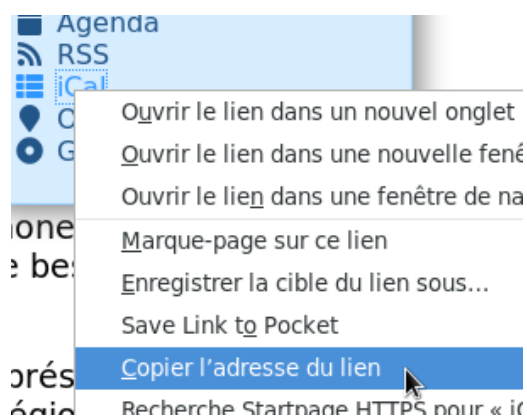 Agenda
RSS
iCal
Ouvrir le lien dans un nouvel onglet
Ouvrir le lien dans une nouvelle
Ouvrir le lien dans une fenêtre de
Marque-page sur ce lien
Enregistrer la cible du lien sous...
Save Link to Pocket
Copier l’adresse du lien
Recherche Startpage HTTPS pour «